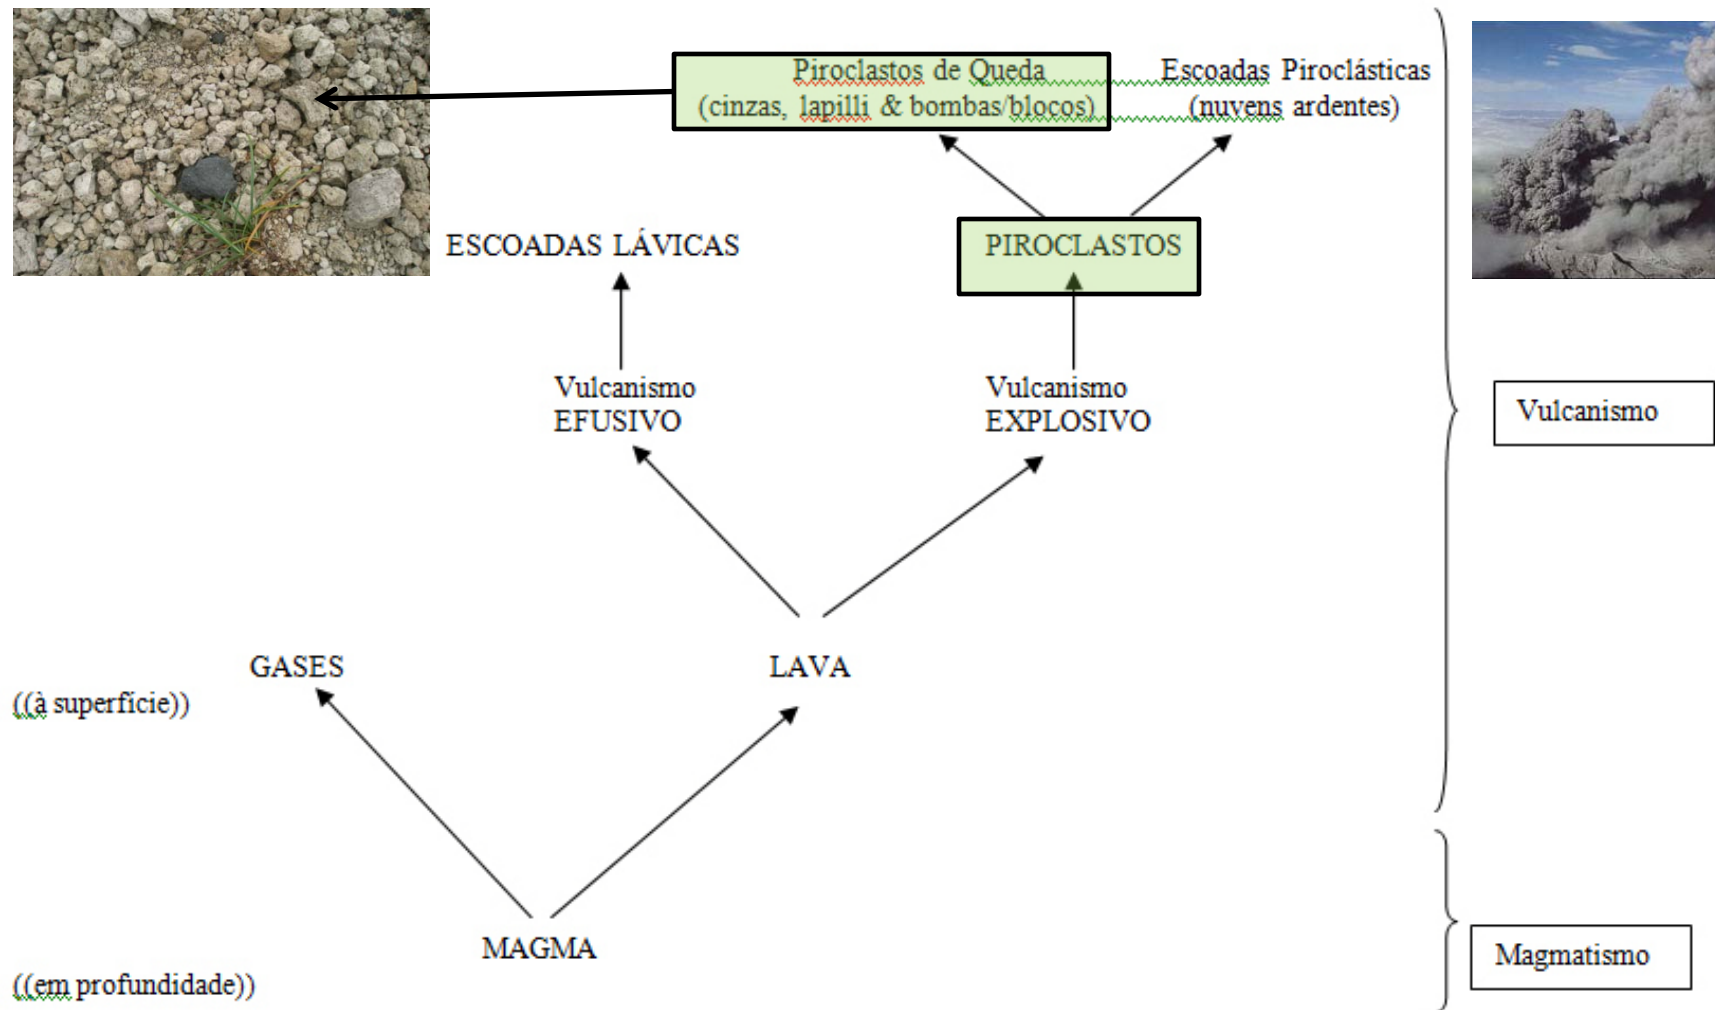 Piroclastos de Queda
(cinzas, lapilli & bombas/blocos)
Escoadas Piroclásticas
(nuvens ardentes)
ESCOADAS LÁVICAS
PIROCLASTOS
Vulcanismo
EFUSIVO
Vulcanismo
EXPLOSIVO
Vulcanismo
GASES
LAVA
((à superfície))
MAGMA
Magmatismo
((em profundidade))